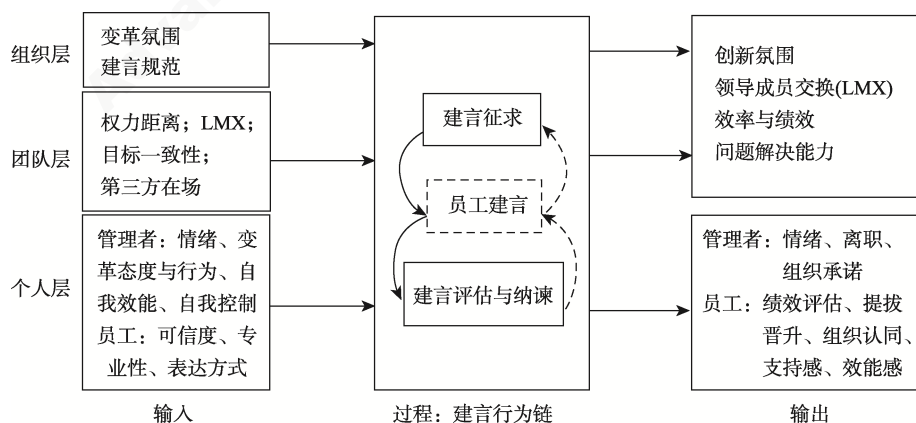 组织层
变革氛围
建言规范
团队层
权力距离；LMX；
目标一致性；
第三方在场
个人层
管理者：情绪、变
革态度与行为、自
我效能、自我控制
员工：可信度、专
业性、表达方式
输入
建言征求
员工建言
建言评估与纳谏
过程：建言行为链
创新氛围
领导成员交换(LMX)
效率与绩效
问题解决能力
管理者：情绪、离职、
组织承诺
员工：绩效评估、提拔
晋升、组织认同、
支持感、效能感
输出